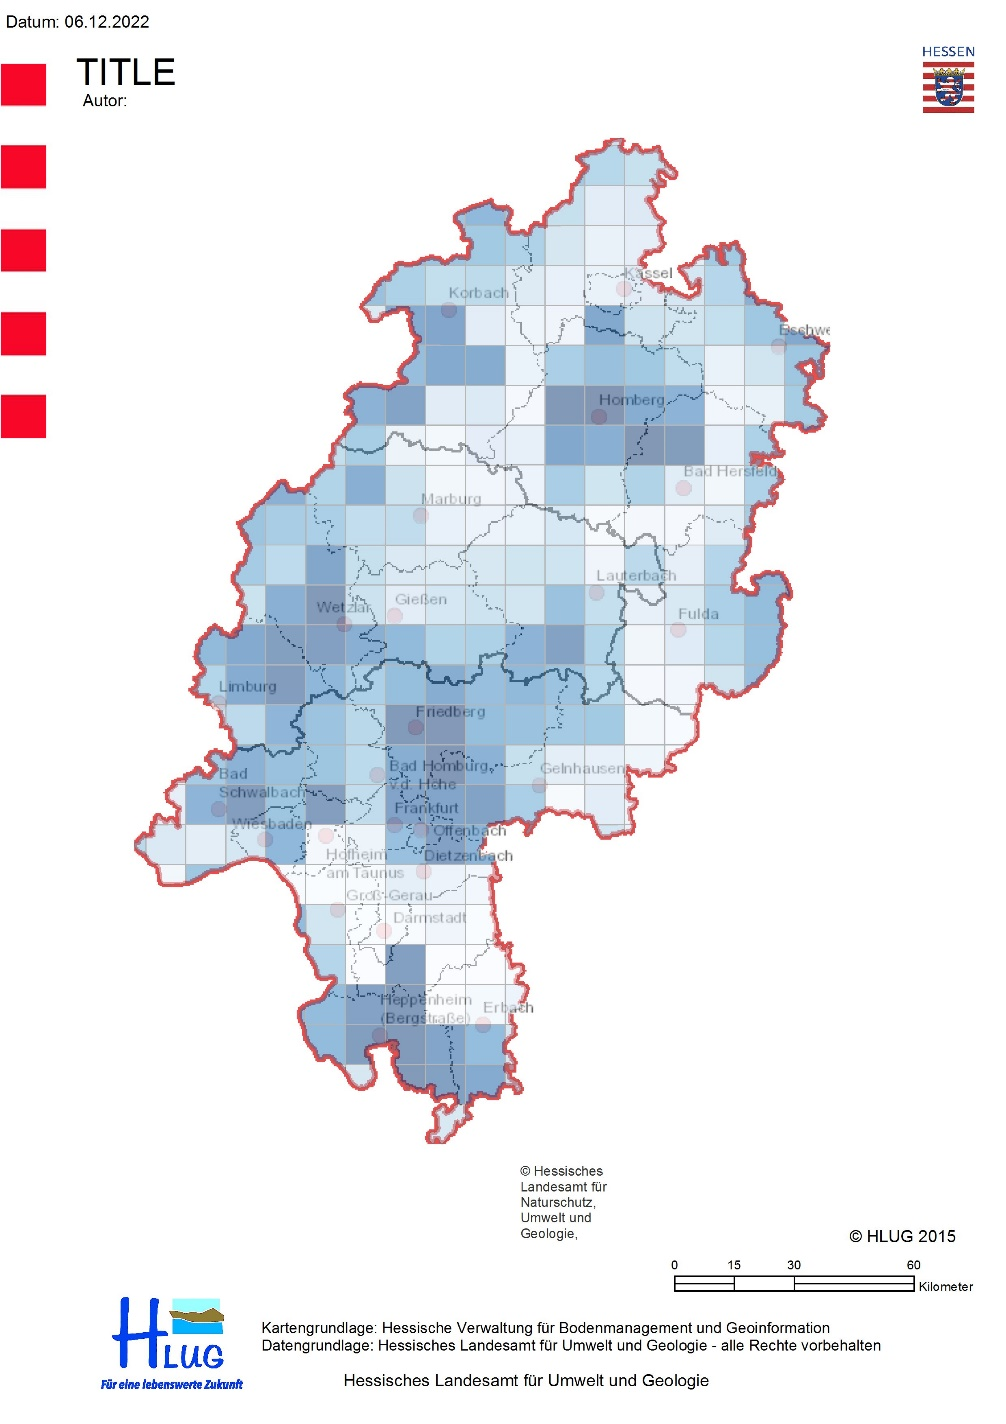 Datum: 06.12.2022
HESSEN
TITLE
Autor:
Kassel
Korbach
Eschwe
Homberg
Bad Hersfeld
Marburg
Lauterbach
Gießen
Wetzlar
Fulda
Limburg
Friedberg
Bad Homburg
v.d. Höhe
Gelnhausen
Bad
Schwalbach
Frankfurt
Wiesbaden
Offenbach
Hofheim
am Taunus
Dietzenbach
Groß-Gerau
Darmstadt
Heppenheim
(Bergstraße)
Erbach
© Hessisches
Landesamt für
Naturschutz,
Umwelt und
Geologie,
© HLUG 2015
0 15 30 60
Kilometer
HLUG
Für eine lebenswerte Zukunft
Kartengrundlage: Hessische Verwaltung für Bodenmanagement und Geoinformation
Datengrundlage: Hessisches Landesamt für Umwelt und Geologie - alle Rechte vorbehalten
Hessisches Landesamt für Umwelt und Geologie